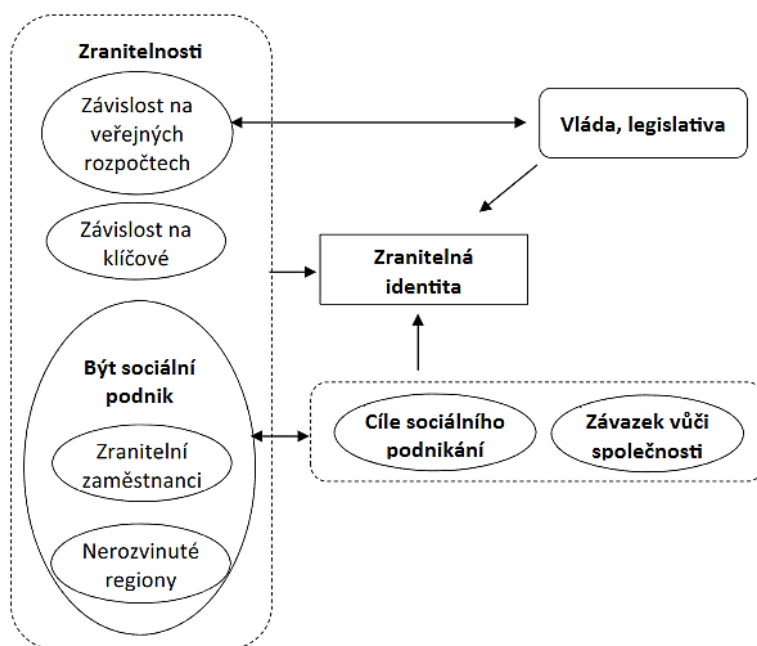 Zranitelnosti
Závislost na
veřejných
rozpočtech
Závislost na
klíčové
Být sociální
podnik
Zranitelní
zaměstnanci
Nerozvinuté
regiony
Vláda, legislativa
Zranitelná
identita
Cíle sociálního
podnikání
Závazek vůči
společnosti